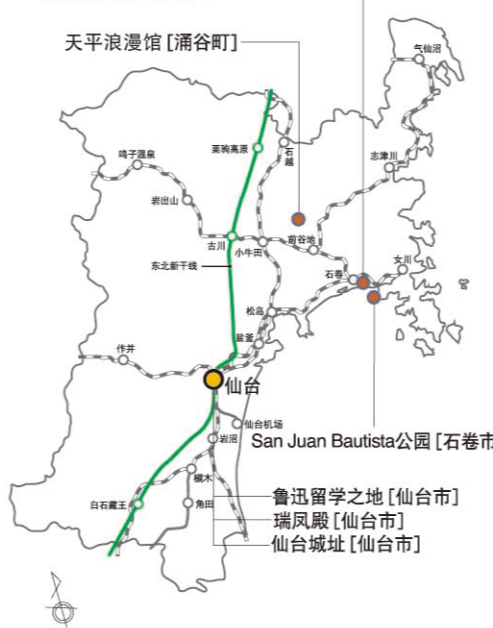 天平浪漫馆 [涌谷町]
气仙沼
栗驹高原
石越
鸣子温泉
志津川
岩出山
古川
小牛田
前谷地
东北新干线
石卷
女川
松岛
盐釜
作井
仙台
仙台机场
岩沼
San Juan Bautista公园 [石卷市
槻木
鲁迅留学之地 [仙台市]
白石藏王
角田
瑞凤殿 [仙台市]
仙台城址 [仙台市]